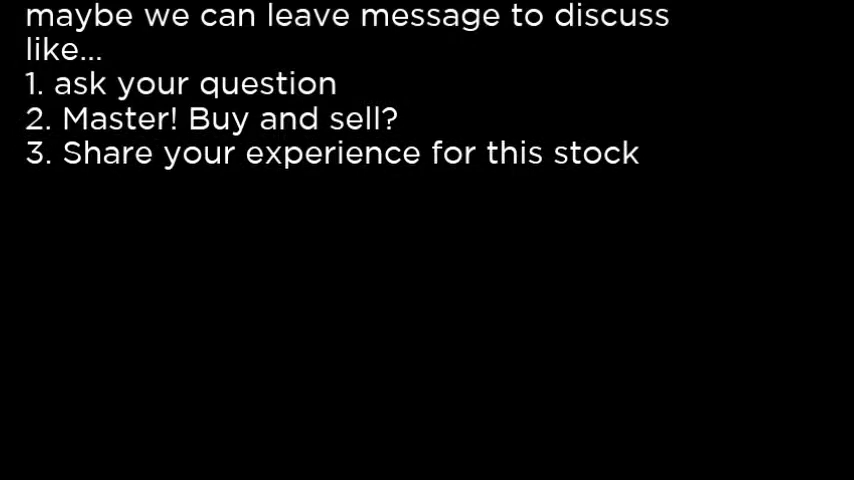 maybe we can leave message to discuss
like...
1. ask your question
2. Master! Buy and sell?
3. Share your experience for this stock